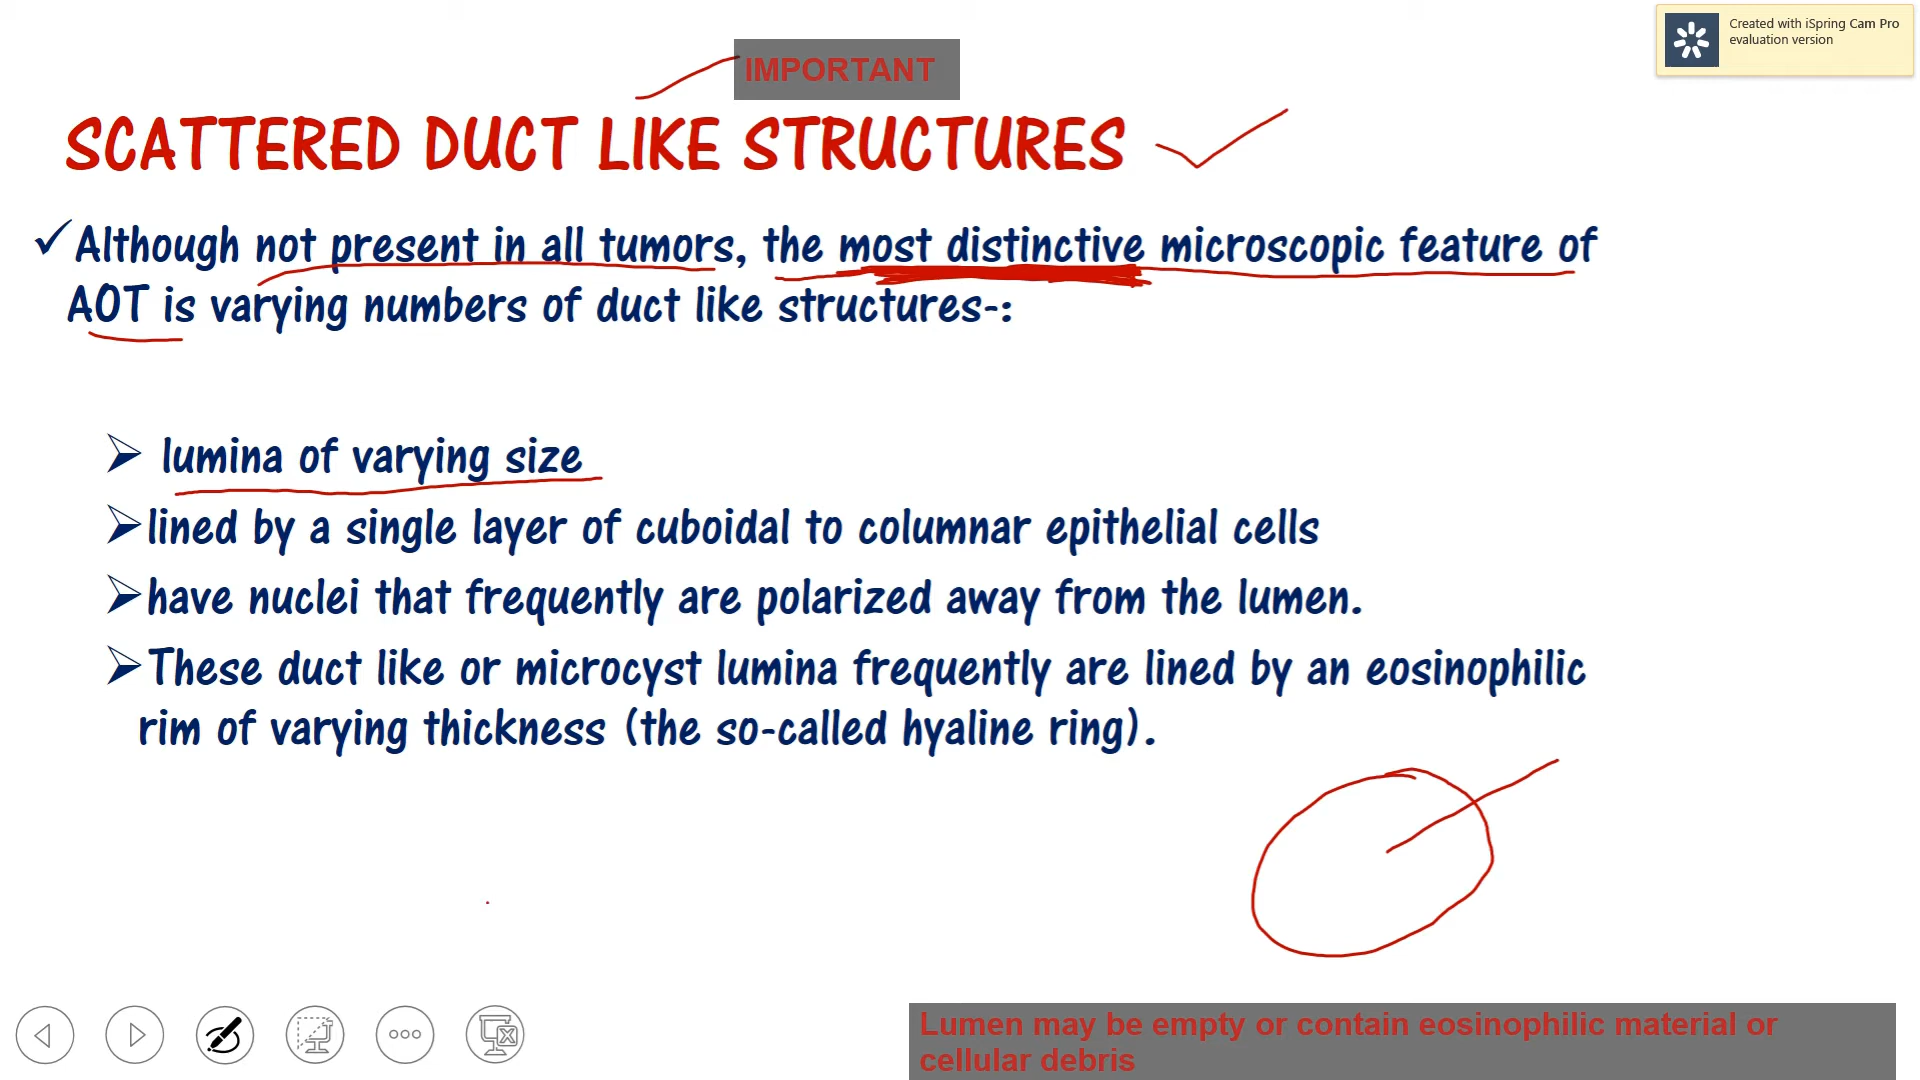 Created with iSpring Cam Pro
evaluation version
IMPORTANT
SCATTERED DUCT LIKE STRUCTURES
✓Although not present in all tumors, the most distinctive microscopic feature of
AOT is varying numbers of duct like structures-:
➢ lumina of varying size
➢lined by a single layer of cuboidal to columnar epithelial cells
➢have nuclei that frequently are polarized away from the lumen.
➢These duct like or microcyst lumina frequently are lined by an eosinophilic
rim of varying thickness (the so-called hyaline ring).
Lumen may be empty or contain eosinophilic material or
cellular debris